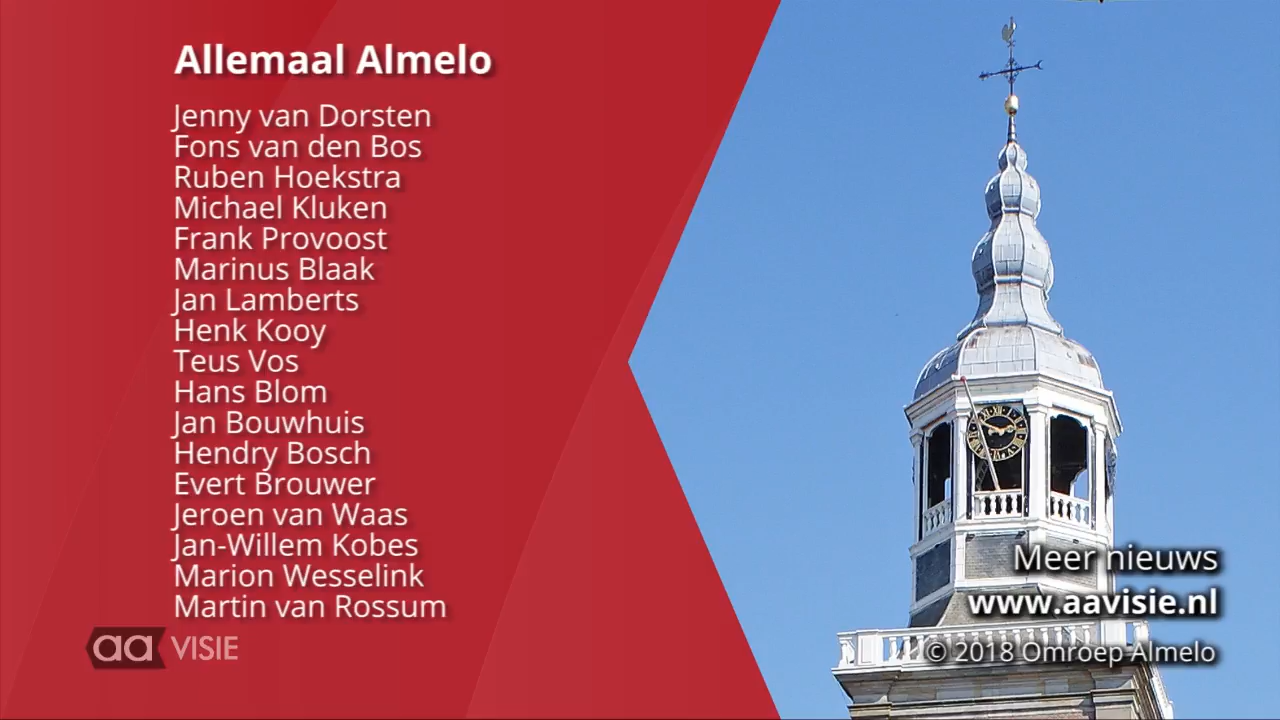 Allemaal Almelo
Jenny van Dorsten
Fons van den Bos
Ruben Hoekstra
Michael Kluken
Frank Provoost
Marinus Blaak
Jan Lamberts
Henk Kooy
Teus Vos
Hans Blom
Jan Bouwhuis
Hendry Bosch
Evert Brouwer
Jeroen van Waas
Jan-Willem Kobes
Marion Wesselink
Martin van Rossum
aa VISIE
Meer nieuws
www.aavisie.nl
© 2018 Omroep Almelo